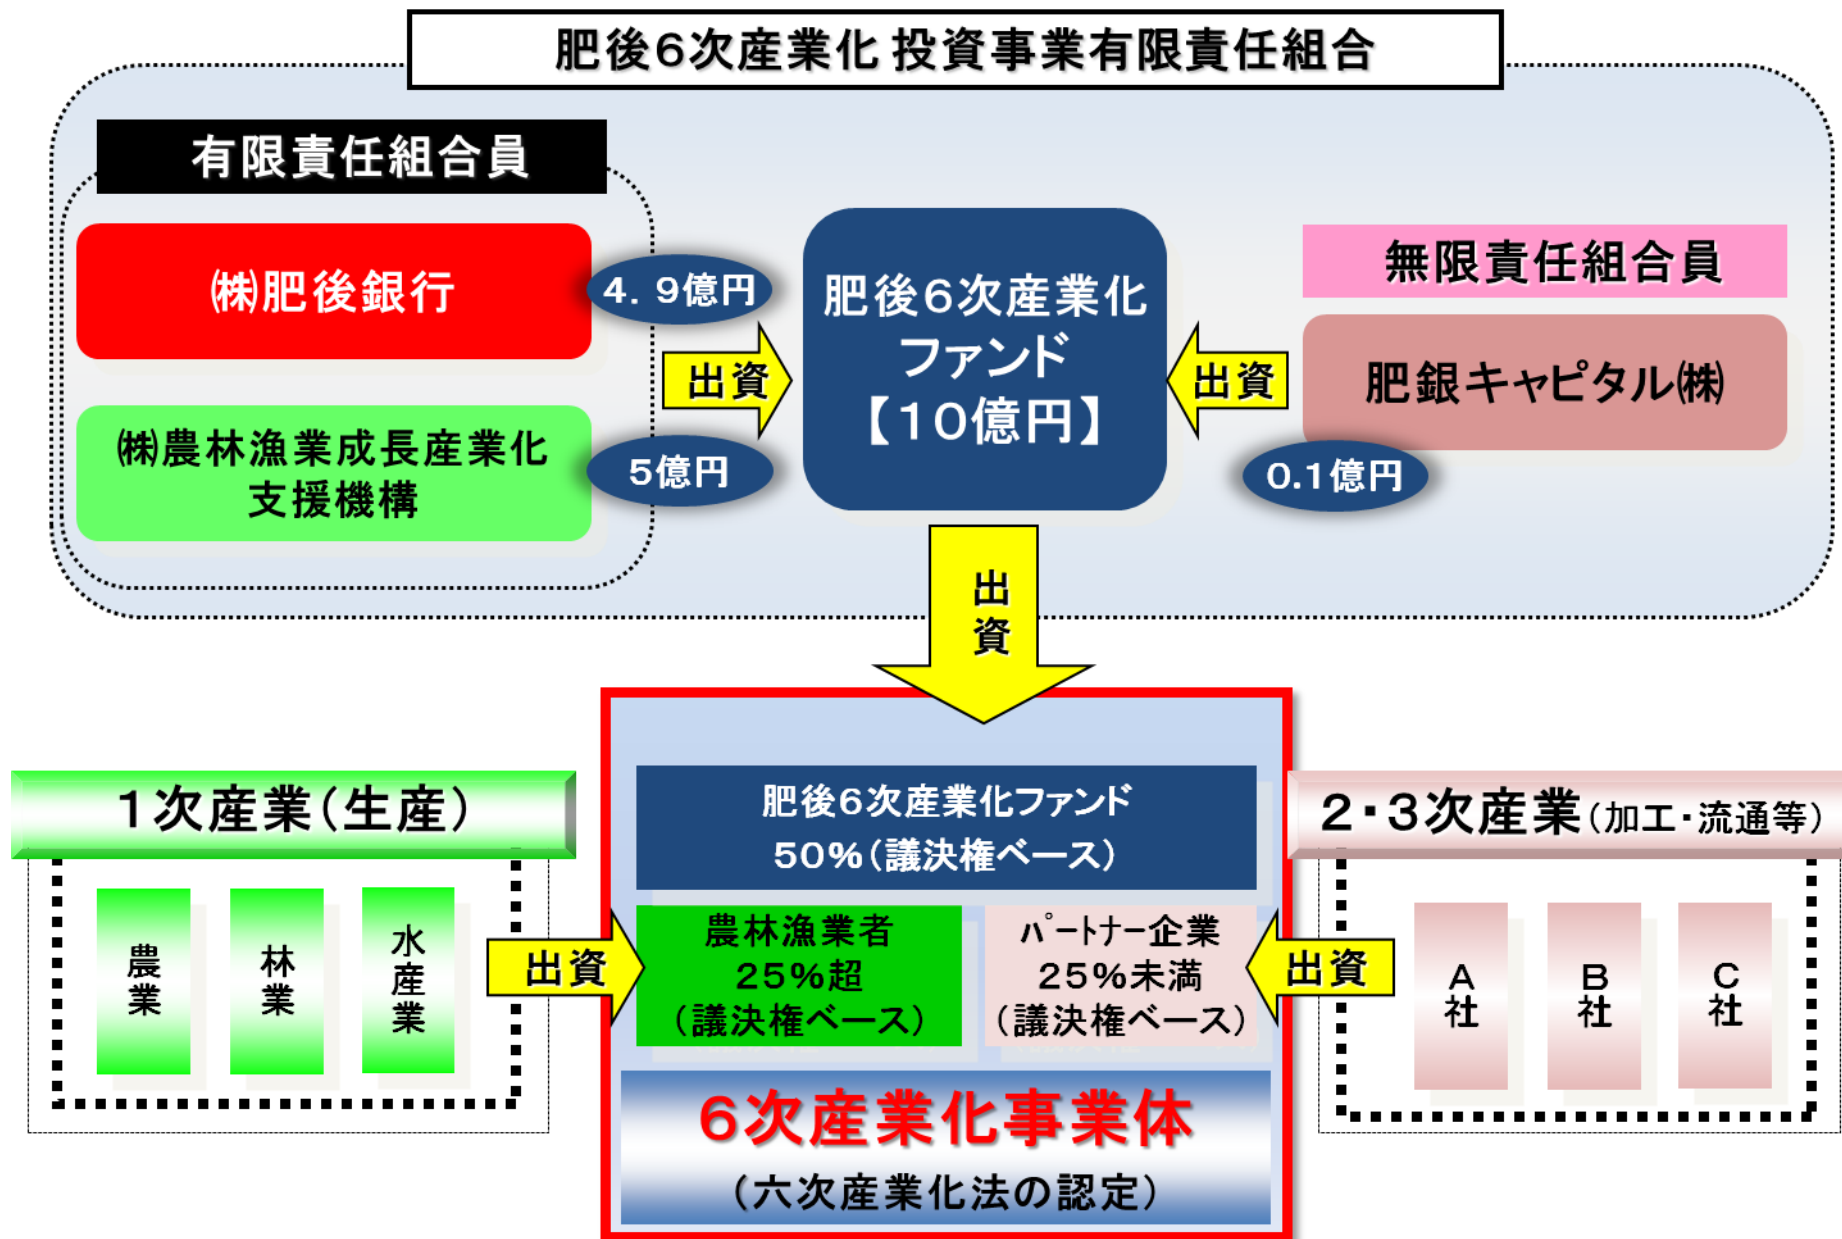 肥後６次産業化 投資事業有限責任組合
有限責任組合員
㈱肥後銀行
４．９億円
㈱農林漁業成長産業化
支援機構
５億円
出資
肥後６次産業化
ファンド
【１０億円】
出資
無限責任組合員
肥銀キャピタル㈱
０.１億円
出
資
１次産業（生産）
農業
林業
水産業
出資
肥後６次産業化ファンド
５０％（議決権ベース）
農林漁業者
２５％超
（議決権ベース）
ﾊﾟｰﾄﾅｰ企業
２５％未満
（議決権ベース）
６次産業化事業体
（六次産業化法の認定）
出資
２・３次産業（加工・流通等）
Ａ社
Ｂ社
Ｃ社